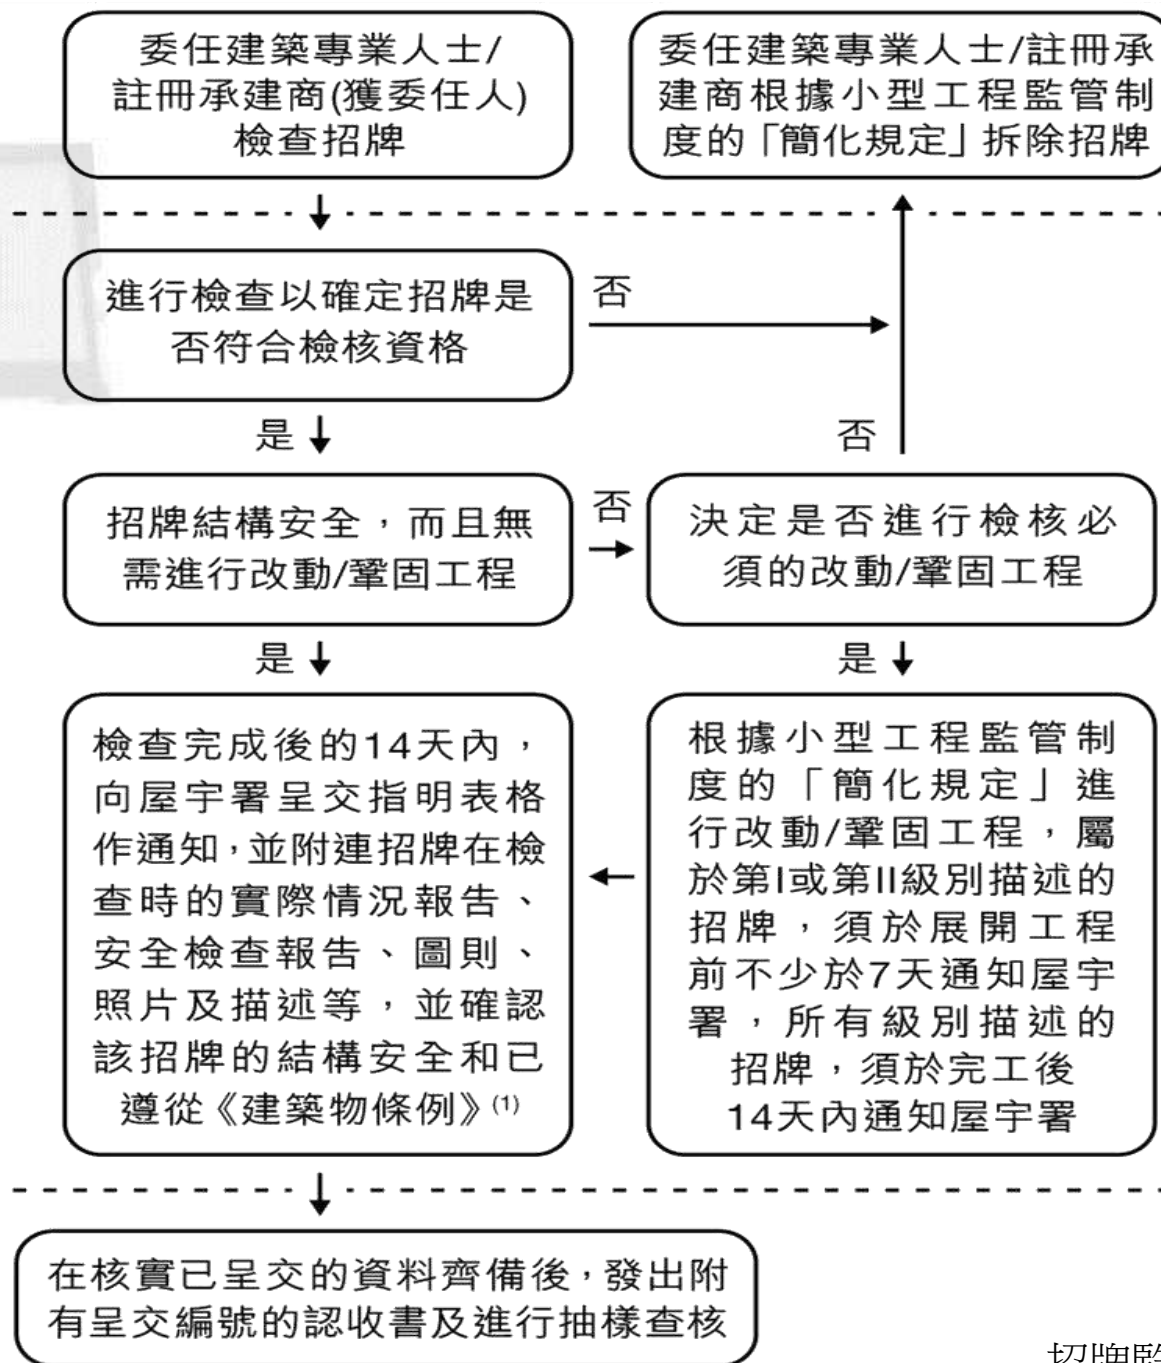 委任建築專業人士/
註冊承建商(獲委任人)
檢查招牌
委任建築專業人士/註冊承
建商根據小型工程監管制
度的「簡化規定」拆除招牌
進行檢查以確定招牌是
否符合檢核資格
否
是
否
招牌結構安全，而且無
需進行改動/鞏固工程
否
決定是否進行檢核必
須的改動/鞏固工程
是
是
檢查完成後的14天內，
向屋宇署呈交指明表格
作通知，並附連招牌在檢
查時的實際情況報告、
安全檢查報告、圖則、
照片及描述等，並確認
該招牌的結構安全和已
遵從《建築物條例》(1)
根據小型工程監管制
度的「簡化規定」進
行改動/鞏固工程，屬
於第I或第II級別描述的
招牌，須於展開工程
前不少於7天通知屋宇
署，所有級別描述的
招牌，須於完工後
14天內通知屋宇署
在核實已呈交的資料齊備後，發出附
有呈交編號的認收書及進行抽樣查核